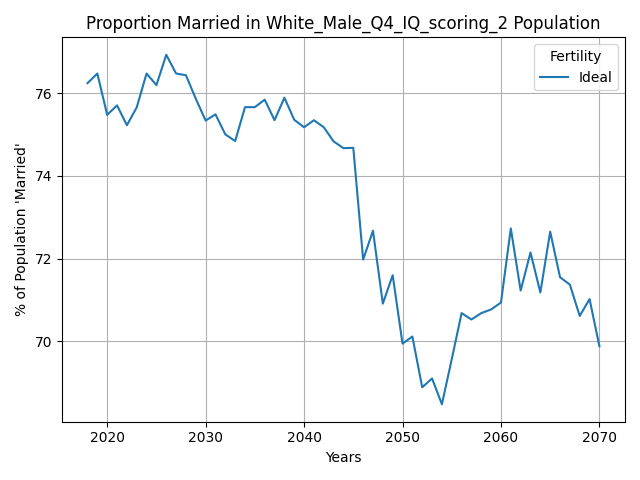 Proportion Married in White_Male_Q4_IQ_scoring_2 Population
Fertility
Ideal
% of Population 'Married'
76
74
72
70
2020 2030 2040 2050 2060 2070
Years